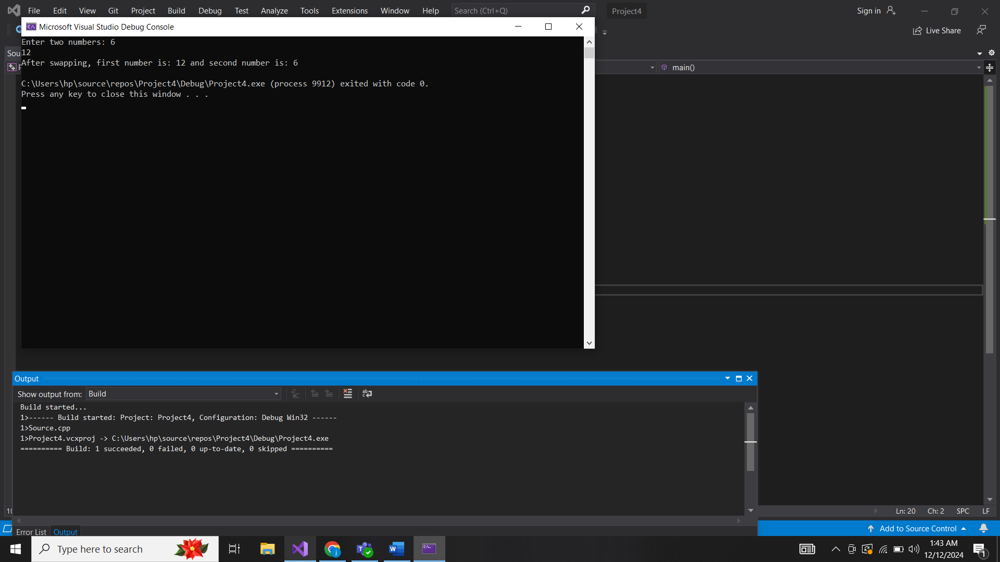 File Edit View Git Project Build Debug Test Analyze Tools Extensions Window Help Search (Ctrl+Q) Project4 Sign in
Microsoft Visual Studio Debug Console
Live Share
Enter two numbers: 6
12
After swapping, first number is: 12 and second number is: 6
main()
C:\Users\hp\source\repos\Project4\Debug\Project4.exe (process 9912) exited with code 0.
Press any key to close this window . . .
Output
Show output from: Build
Build started...
1>------ Build started: Project: Project4, Configuration: Debug Win32 ------
1>Source.cpp
1>Project4.vcxproj -> C:\Users\hp\source\repos\Project4\Debug\Project4.exe
========== Build: 1 succeeded, 0 failed, 0 up-to-date, 0 skipped ==========
Ln: 20 Ch: 2 SPC LF
Error List Output
Add to Source Control
Type here to search
1:43 AM
12/12/2024
1